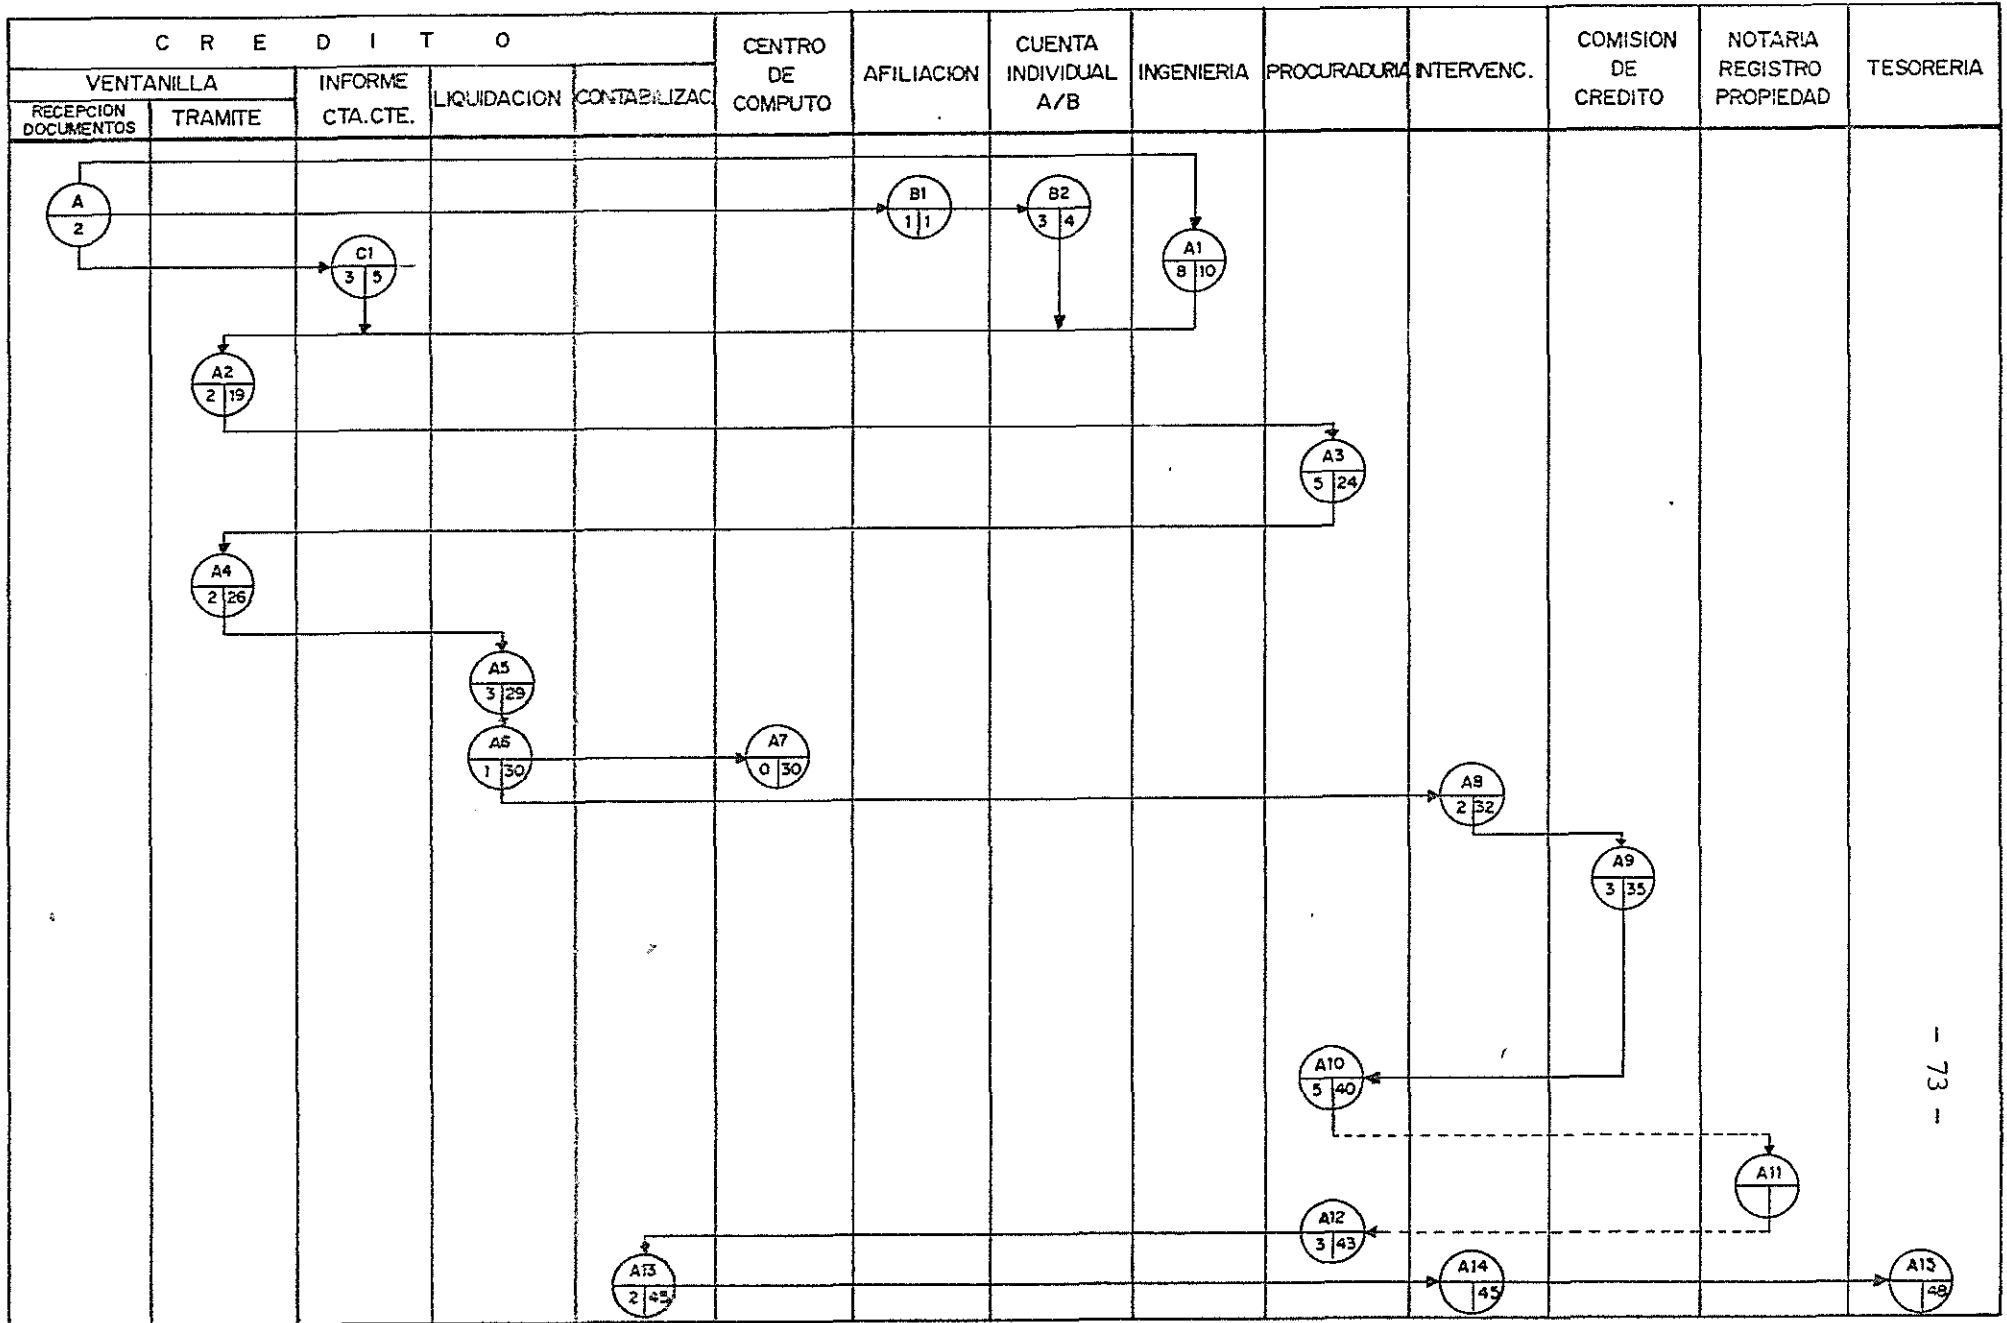 C R E D I T O
VENTANILLA
RECEPCION
DOCUMENTOS
TRAMITE
INFORME
CTA.CTE.
LIQUIDACION
CONTABILIZAC.
CENTRO
DE
COMPUTO
AFILIACION
CUENTA
INDIVIDUAL
A/B
INGENIERIA
PROCURADURIA
INTERVENC.
COMISION
DE
CREDITO
NOTARIA
REGISTRO
PROPIEDAD
TESORERIA
A
2
B1
1 1
B2
3 4
C1
3 5
A1
8 10
A2
2 19
A3
5 24
A4
2 26
A5
3 29
A6
1 30
A7
0 30
A8
2 32
A9
3 35
A10
5 40
A11
A12
3 43
A13
2 45
A14
45
A15
48
- 73 -